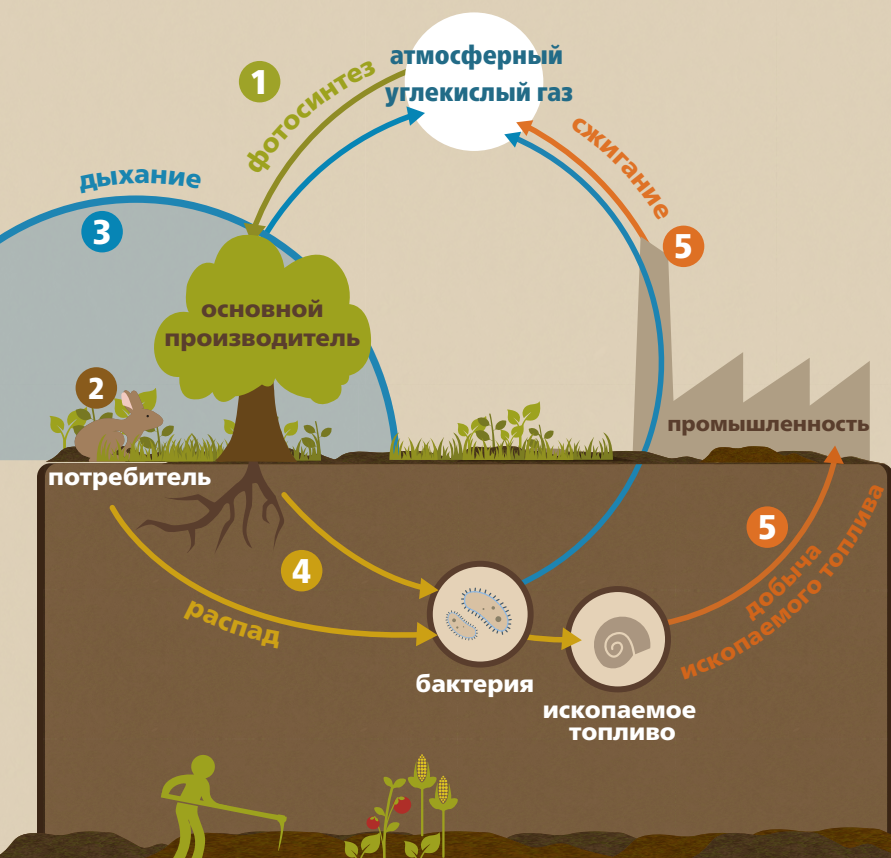 атмосферный
углекислый газ
1
фотосинтез
сжигание
дыхание
3
5
основной
производитель
2
промышленность
потребитель
4
5
распад
добыча
ископаемого топлива
бактерия
ископаемое
топливо